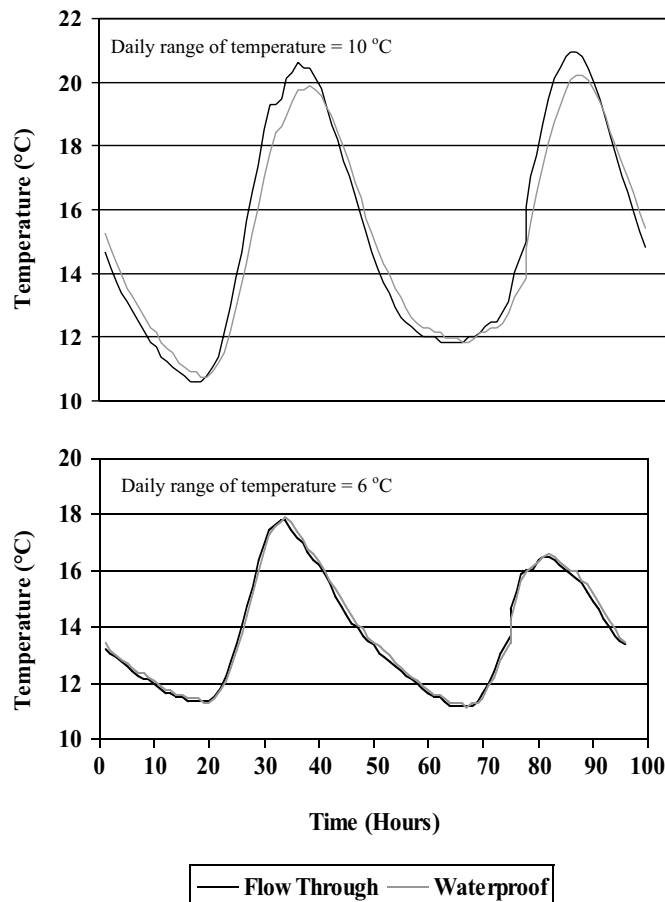 22
Daily range of temperature = 10 °C
20
18
16
14
12
10
Temperature (°C)
20
Daily range of temperature = 6 °C
18
16
14
12
10
Temperature (°C)
0 10 20 30 40 50 60 70 80 90 100
Time (Hours)
Flow Through Waterproof